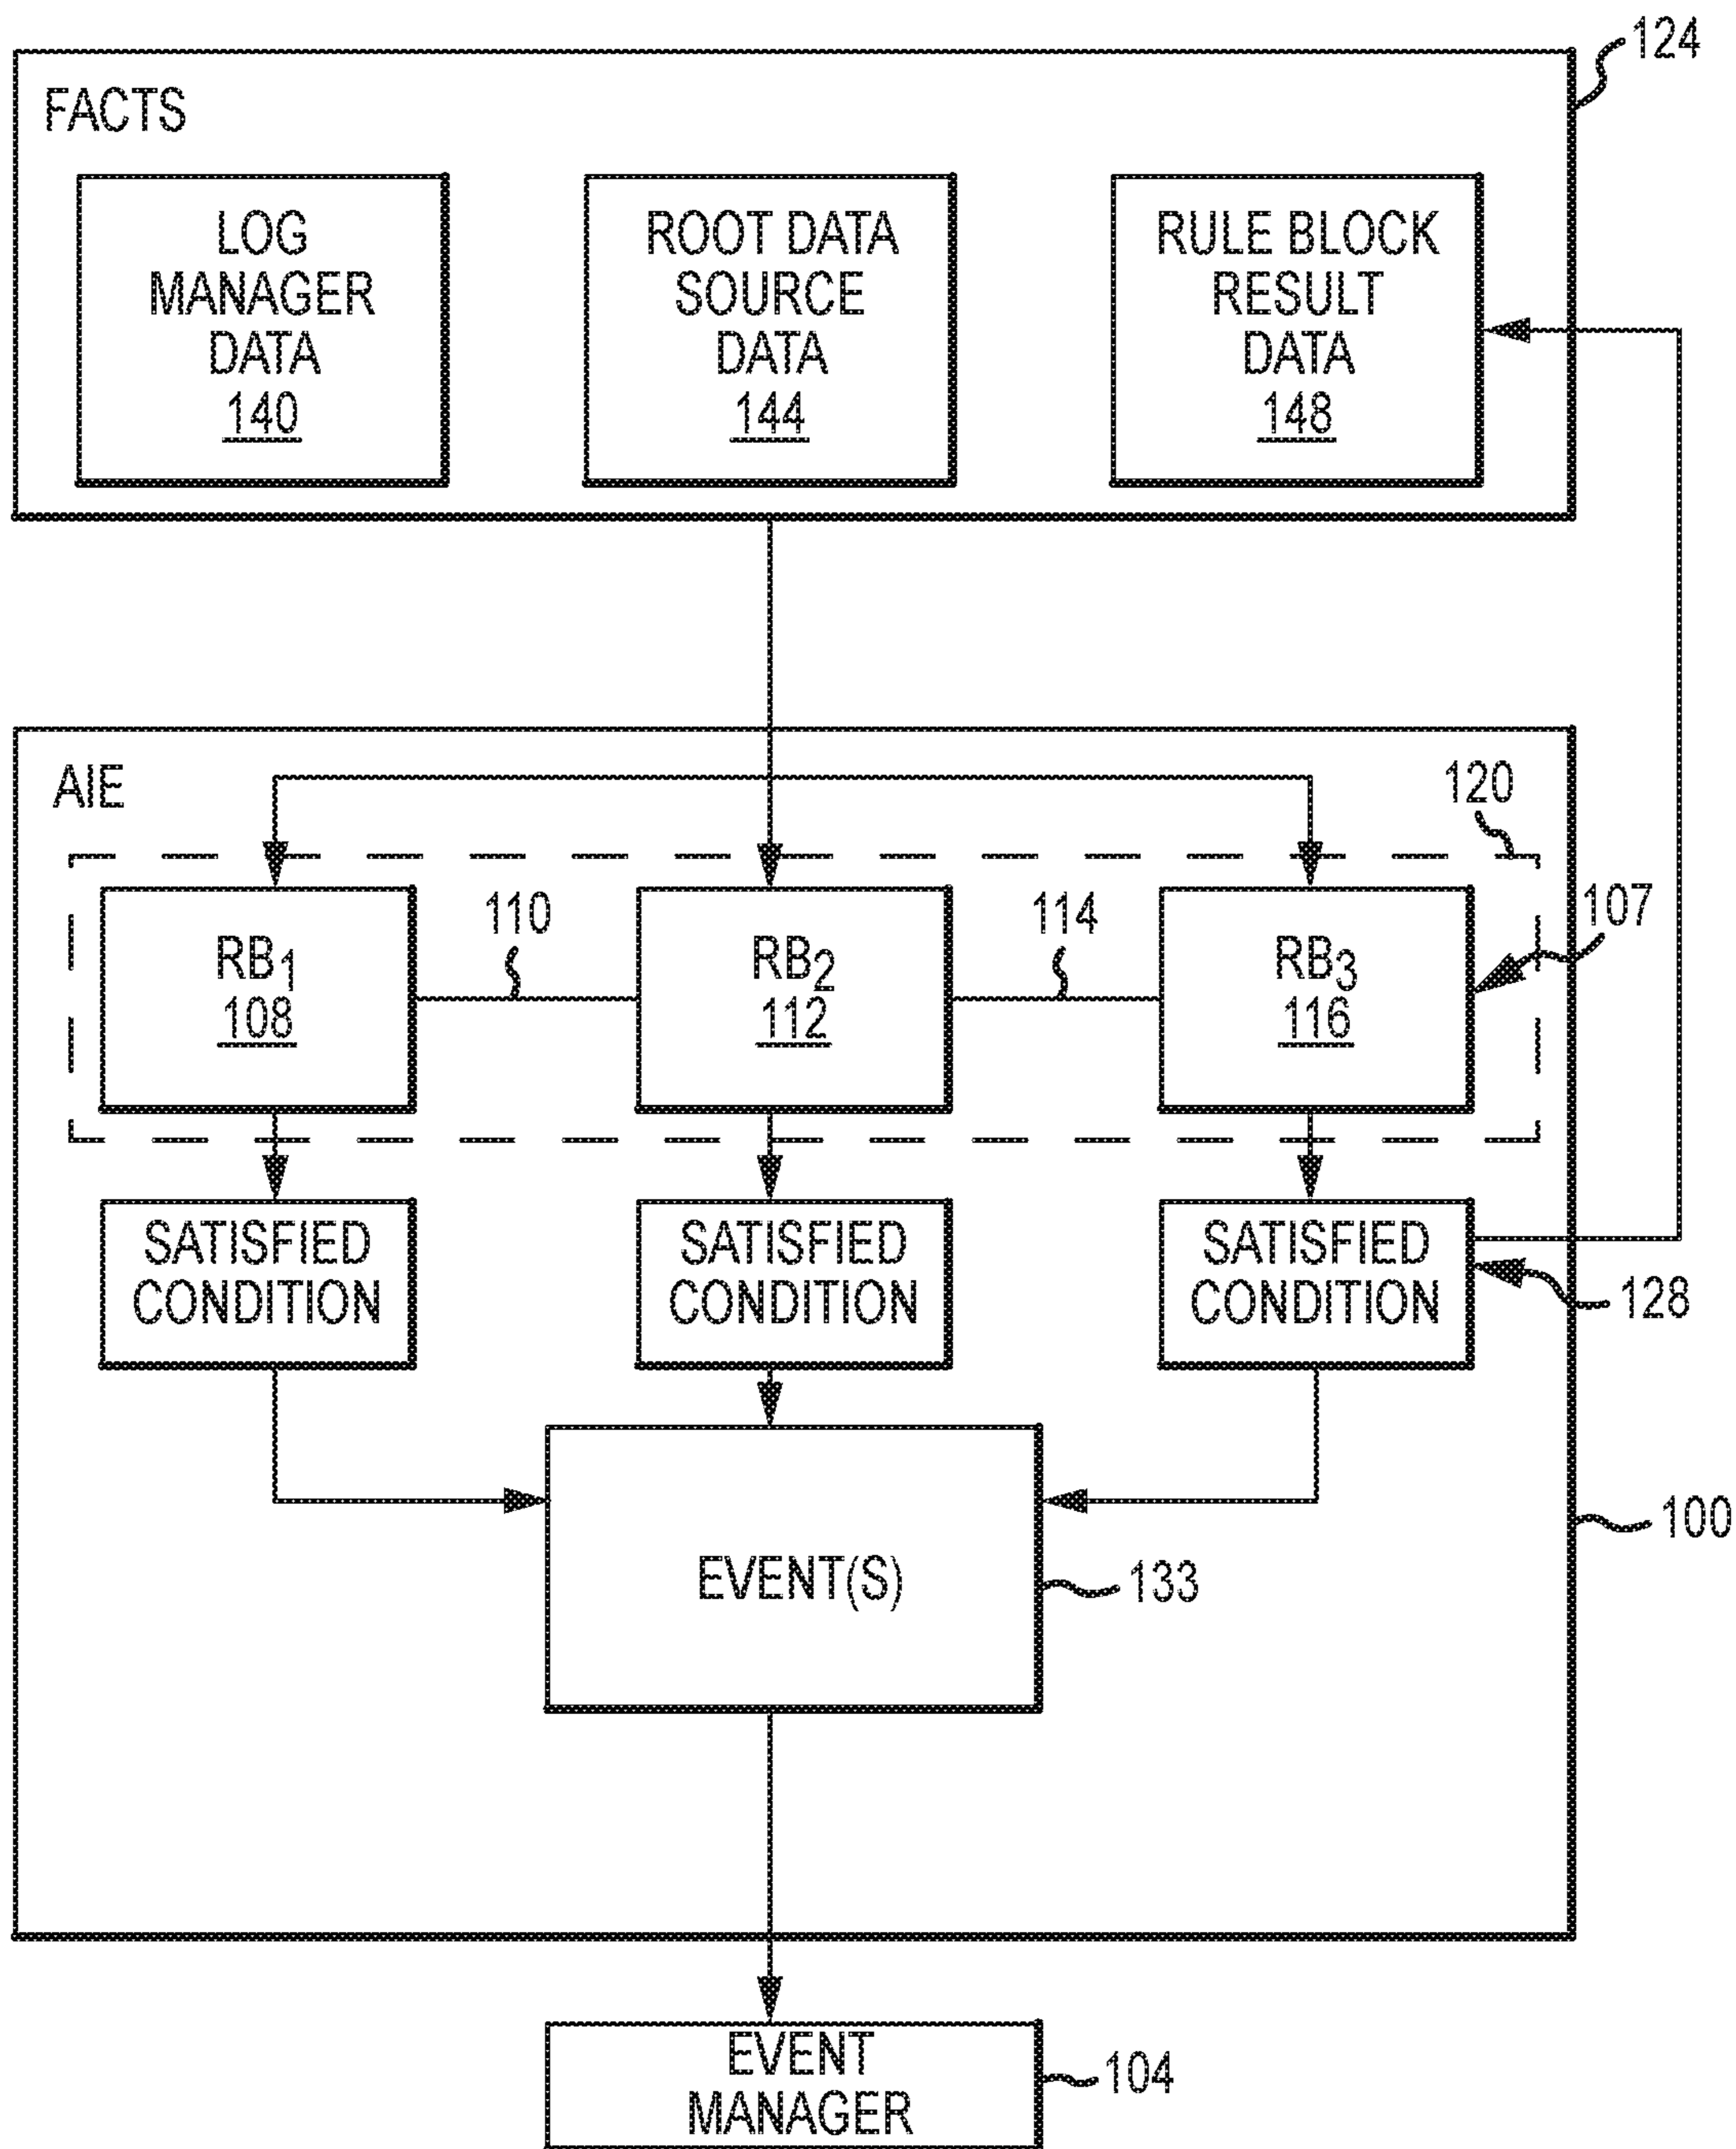 124
FACTS
LOG
MANAGER
DATA
140
ROOT DATA
SOURCE
DATA
144
RULE BLOCK
RESULT
DATA
148
AIE
120
107
110
114
RB1
108
RB2
112
RB3
116
SATISFIED
CONDITION
SATISFIED
CONDITION
SATISFIED
CONDITION
128
100
EVENT(S)
133
EVENT
MANAGER
104